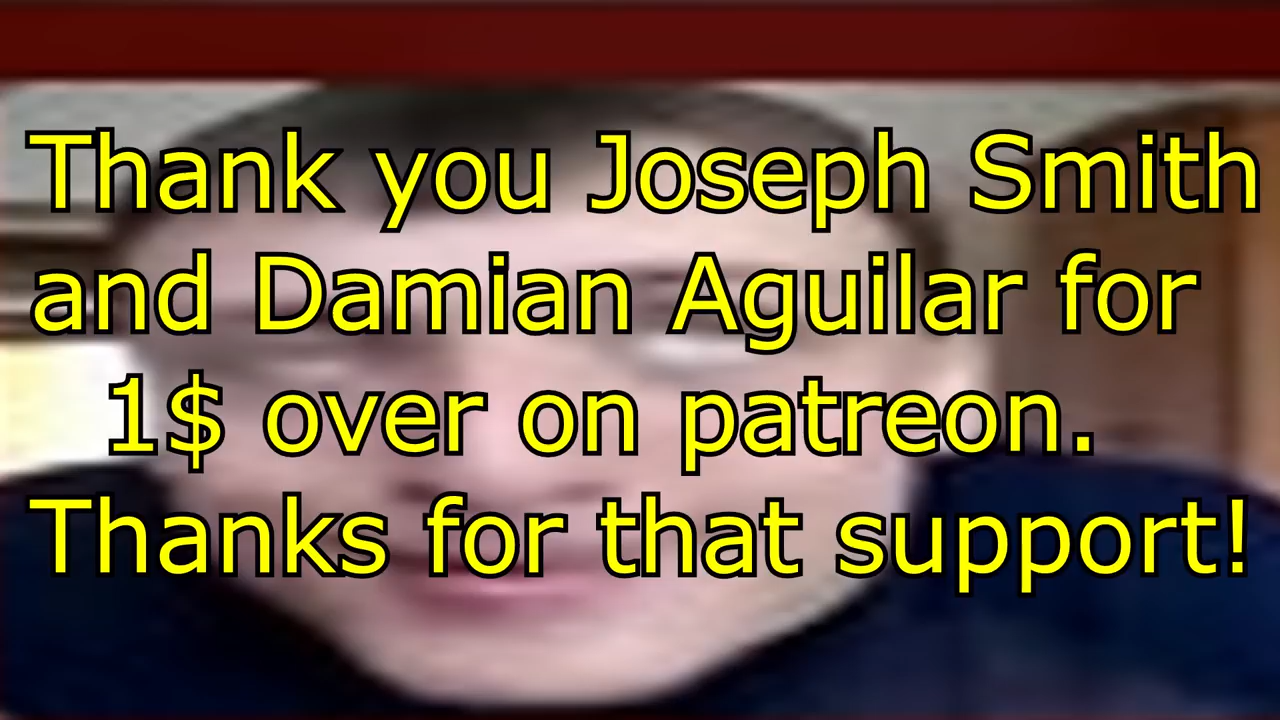 Thank you Joseph Smith
and Damian Aguilar for
1$ over on patreon.
Thanks for that support!